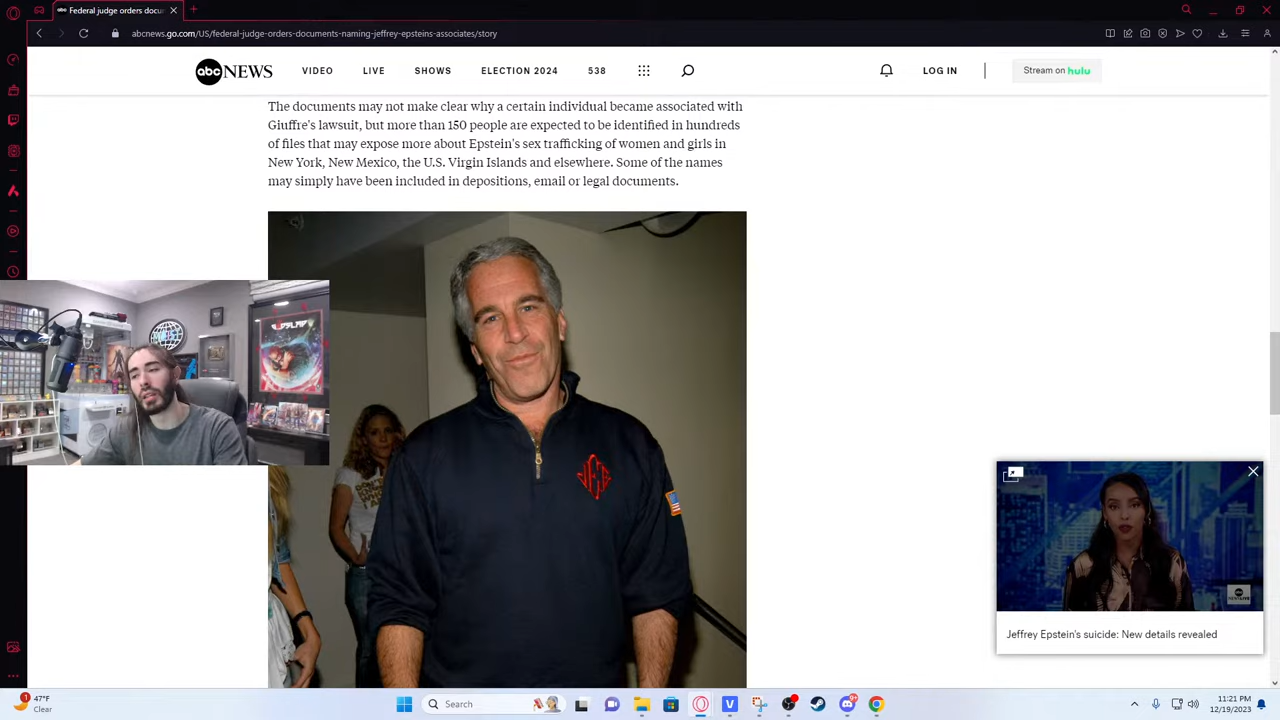 Federal judge orders docu
abcnews.go.com/US/federal-judge-orders-documents-naming-jeffrey-epsteins-associates/story
abc NEWS
VIDEO
LIVE
SHOWS
ELECTION 2024
538
LOG IN
Stream on hulu
The documents may not make clear why a certain individual became associated with
Giuffre's lawsuit, but more than 150 people are expected to be identified in hundreds
of files that may expose more about Epstein's sex trafficking of women and girls in
New York, New Mexico, the U.S. Virgin Islands and elsewhere. Some of the names
may simply have been included in depositions, email or legal documents.
Jeffrey Epstein's suicide: New details revealed
1
47°F
Clear
Search
11:21 PM
12/19/2023